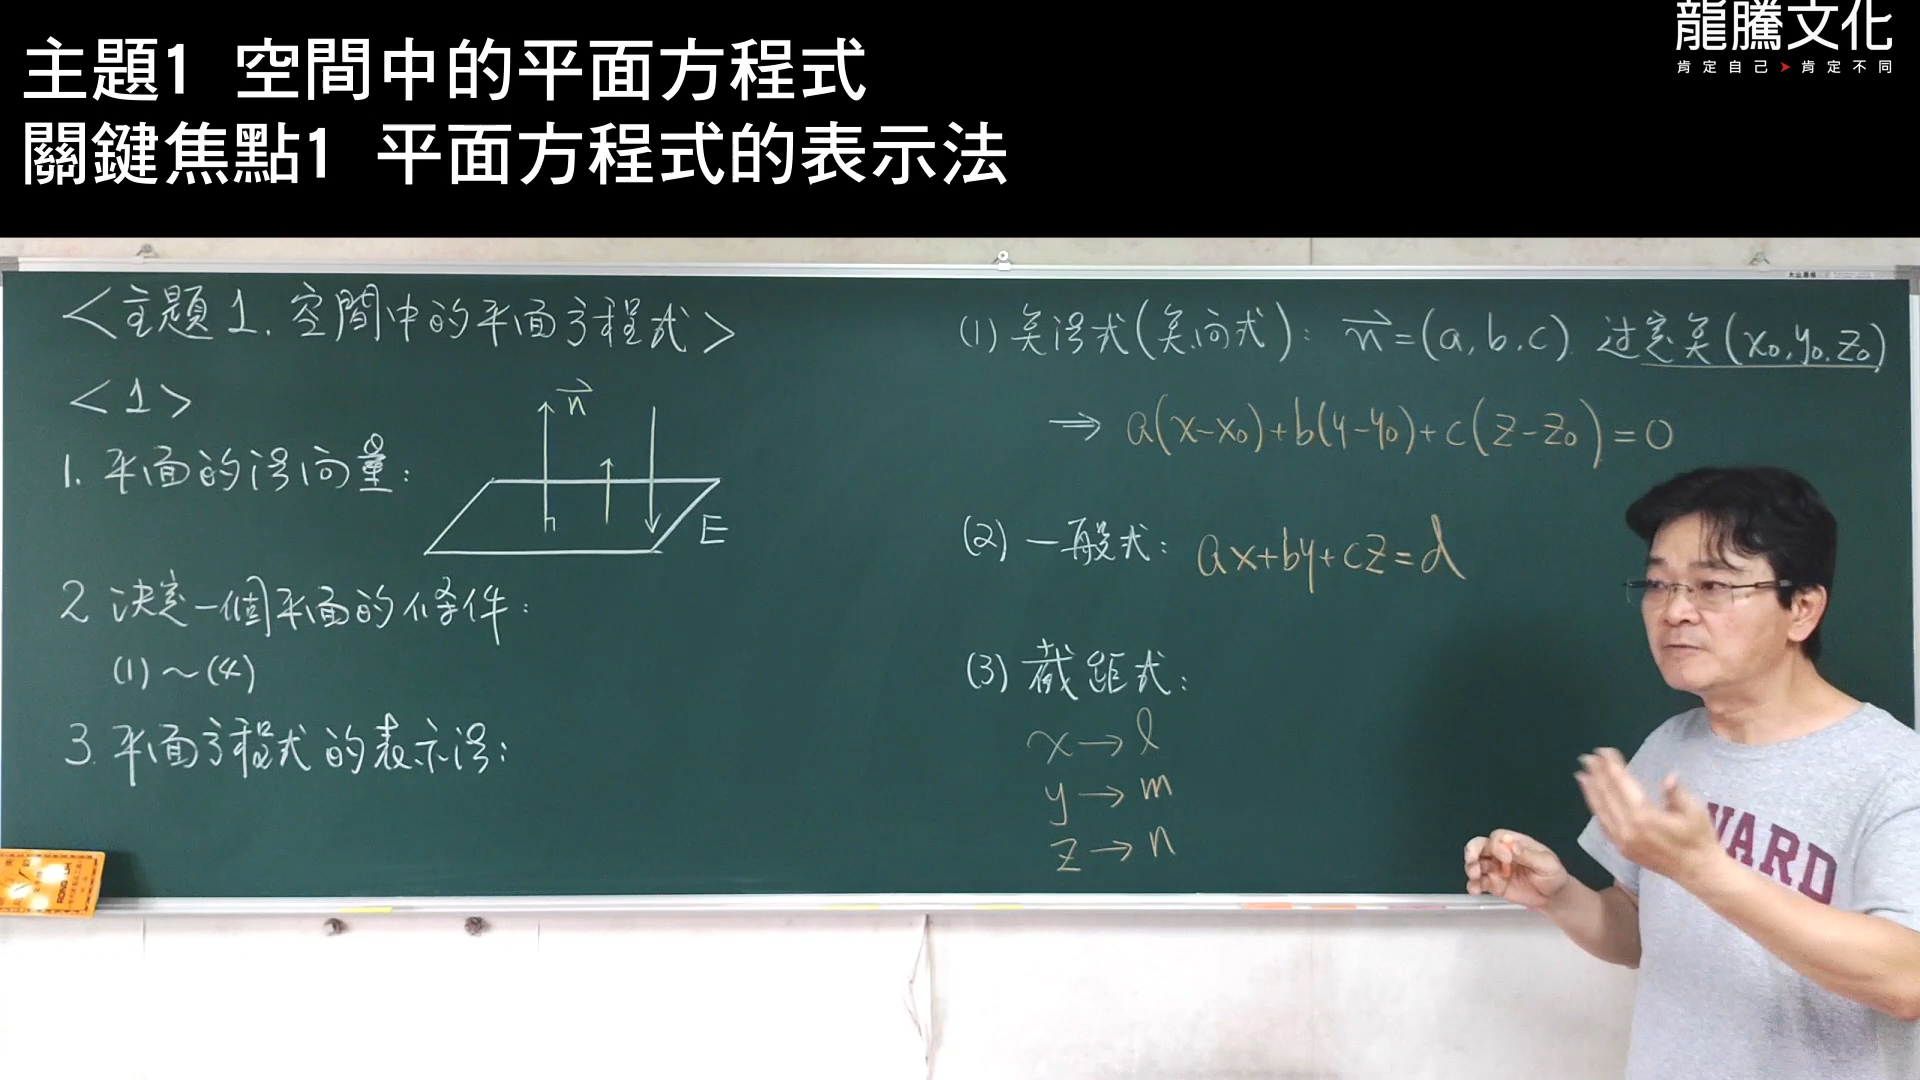 主題1 空間中的平面方程式
關鍵焦點1 平面方程式的表示法
龍騰文化
肯定自己➤肯定不同
<主題1. 空間中的平面方程式>
<1>
1. 平面的法向量:
n
E
2 決定一個平面的條件:
(1)~(4)
3. 平面方程式的表示法:
(1) 点法式(点向式): n=(a,b,c) 过定点(x₀,y₀,z₀)
⇒ a(x-x₀)+b(y-y₀)+c(z-z₀)=0
(2) 一般式: ax+by+cz=d
(3) 截距式:
x→l
y→m
z→n
VARD